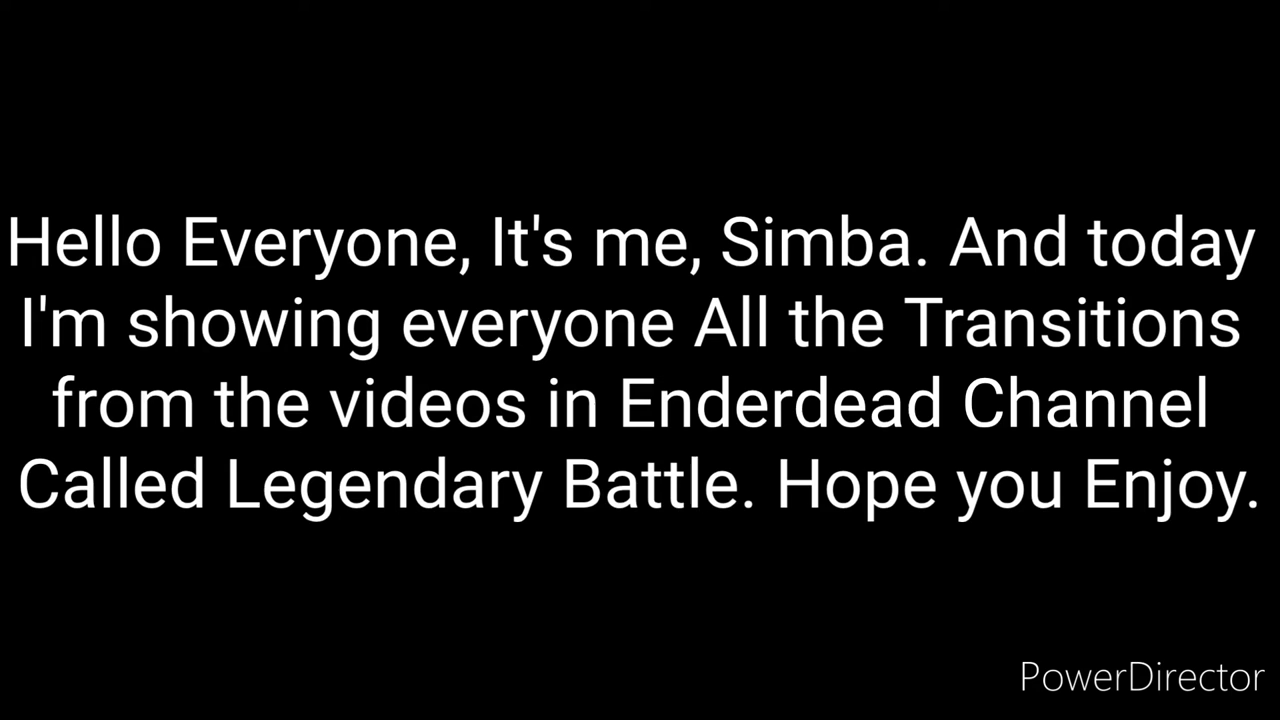 Hello Everyone, It's me, Simba. And today
I'm showing everyone All the Transitions
from the videos in Enderdead Channel
Called Legendary Battle. Hope you Enjoy.
PowerDirector